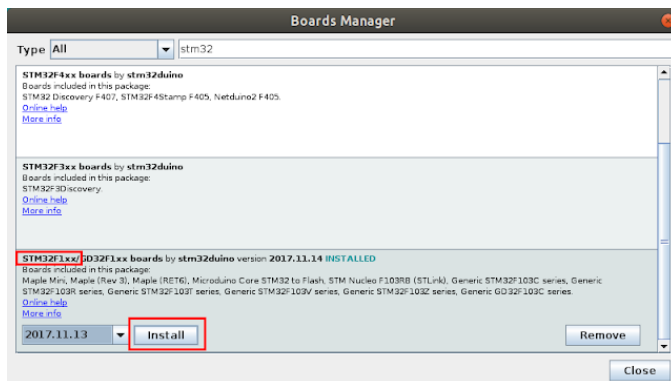 Boards Manager
Type All stm32
STM32F4xx boards by stm32duino
Boards included in this package:
STM32 Discovery F407, STM32F4Stamp F405, Netduino2 F405.
Online help
More info
STM32F3xx boards by stm32duino
Boards included in this package:
STM32F3Discovery.
Online help
More info
STM32F1xx/GD32F1xx boards by stm32duino version 2017.11.14 INSTALLED
Boards included in this package:
Maple Mini, Maple (Rev 3), Maple (RET6), Microduino Core STM32 to Flash, STM Nucleo F103RB (STLink), Generic STM32F103C series, Generic
STM32F103R series, Generic STM32F103T series, Generic STM32F103V series, Generic STM32F103Z series, Generic GD32F103C series.
Online help
More info
2017.11.13 Install Remove
Close